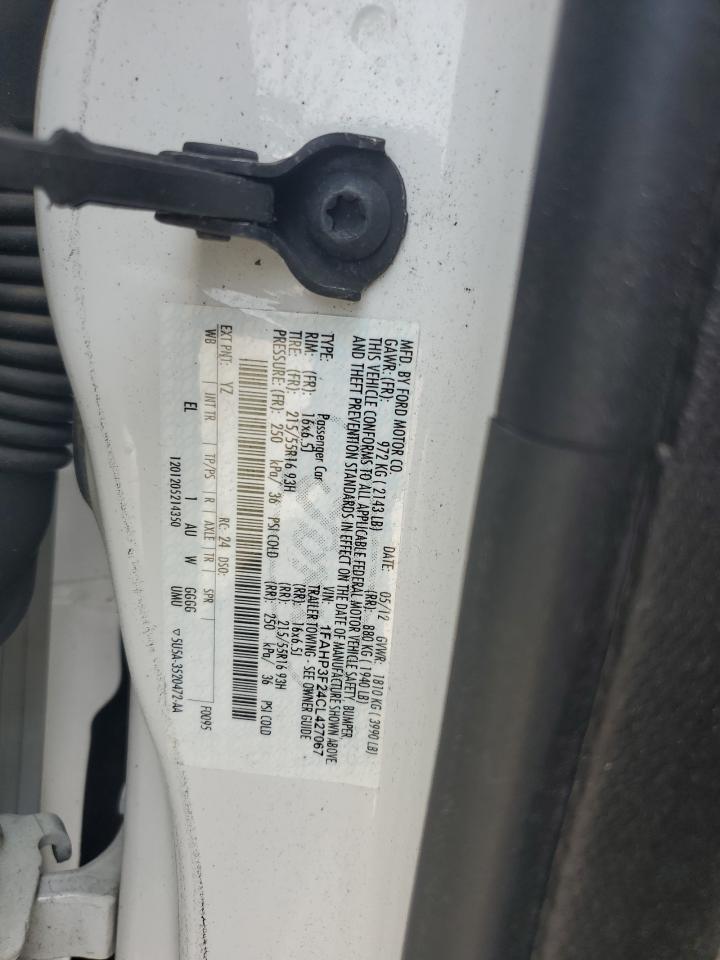 MFD. BY FORD MOTOR CO.
DATE: 05/12 GVWR: 1810 KG ( 3990 LB)
GAWR: (FR): 972 KG ( 2143 LB) (RR): 880 KG ( 1940 LB)
THIS VEHICLE CONFORMS TO ALL APPLICABLE FEDERAL MOTOR VEHICLE SAFETY, BUMPER,
AND THEFT PREVENTION STANDARDS IN EFFECT ON THE DATE OF MANUFACTURE SHOWN ABOVE.
VIN: 1FAHP3F24CL427067
TYPE: Passenger Car TRAILER TOWING - SEE OWNER GUIDE
RIM: (FR): 16x6.5J (RR): 16x6.5J
TIRE: (FR): 215/55R16 93H (RR): 215/55R16 93H
PRESSURE: (FR): 250 kPa/ 36 PSI COLD (RR): 250 kPa/ 36 PSI COLD
EXT PNT: YZ RC: 24 DSO: F0095
WB INT TR TP/PS R AXLE TR SPR
EL 1 AU W GGGG
UMU
1201205214350 5U5A-3520472-AA